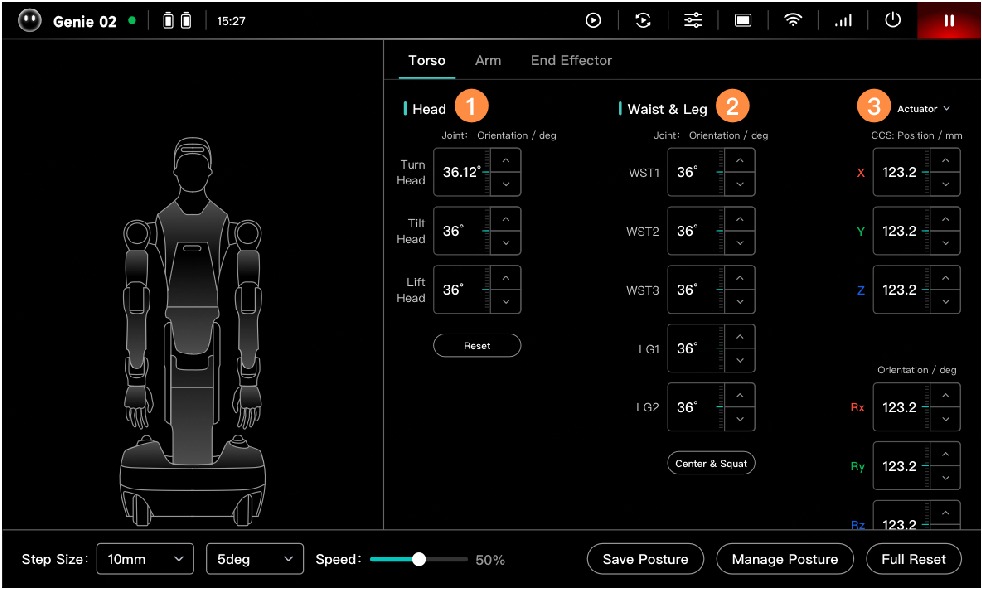 Genie 02 15:27
Torso Arm End Effector
Head 1 Waist & Leg 2 3 Actuator
Joint: Orientation / deg Joint: Orientation / deg CCS: Position / mm
Turn Head 36.12° WST1 36° X 123.2
Tilt Head 36° WST2 36° Y 123.2
Lift Head 36° WST3 36° Z 123.2
Reset LG1 36°
Orientation / deg
LG2 36° Rx 123.2
Center & Squat Ry 123.2
Rz 123.2
Step Size: 10mm 5deg Speed: 50% Save Posture Manage Posture Full Reset